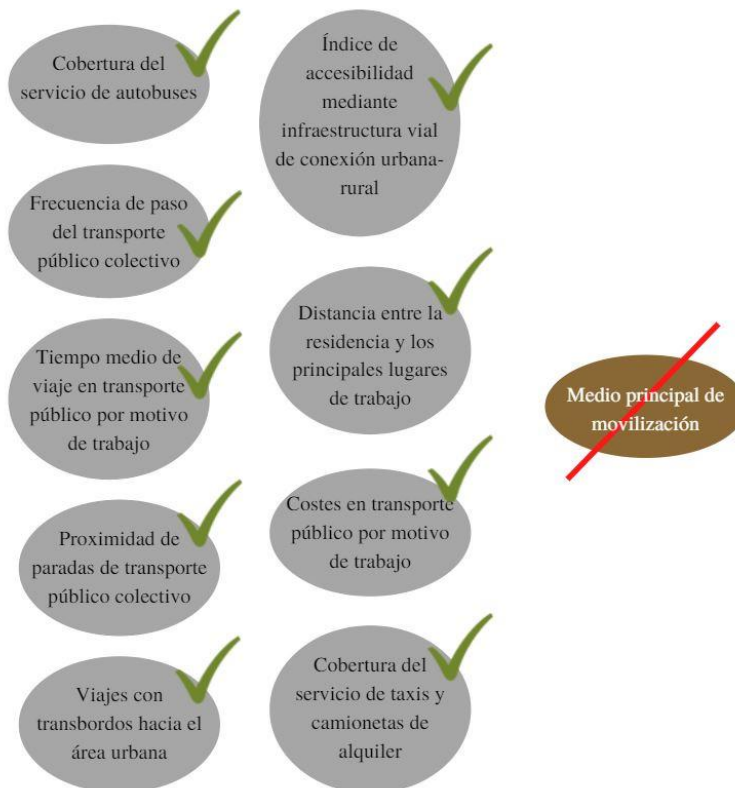 Cobertura del
servicio de autobuses
Frecuencia de paso
del transporte
público colectivo
Tiempo medio de
viaje en transporte
público por motivo
de trabajo
Proximidad de
paradas de transporte
público colectivo
Viajes con
transbordos hacia el
área urbana
Índice de
accesibilidad
mediante
infraestructura vial
de conexión urbana-
rural
Distancia entre la
residencia y los
principales lugares
de trabajo
Costes en transporte
público por motivo
de trabajo
Cobertura del
servicio de taxis y
camionetas de
alquiler
Medio principal de
movilización